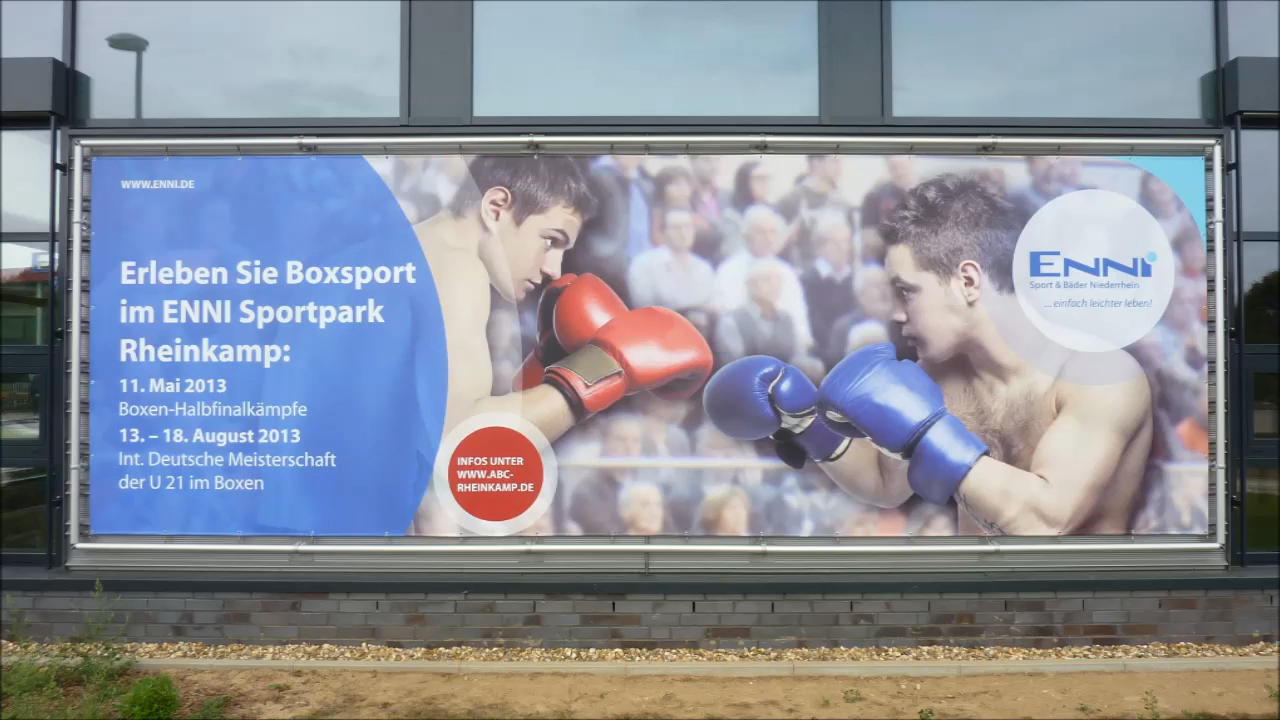 WWW.ENNI.DE
Erleben Sie Boxsport
im ENNI Sportpark
Rheinkamp:
11. Mai 2013
Boxen-Halbfinalkämpfe
13. – 18. August 2013
Int. Deutsche Meisterschaft
der U 21 im Boxen
INFOS UNTER
WWW.ABC-
RHEINKAMP.DE
ENNI
Sport & Bäder Niederrhein
...einfach leichter leben!